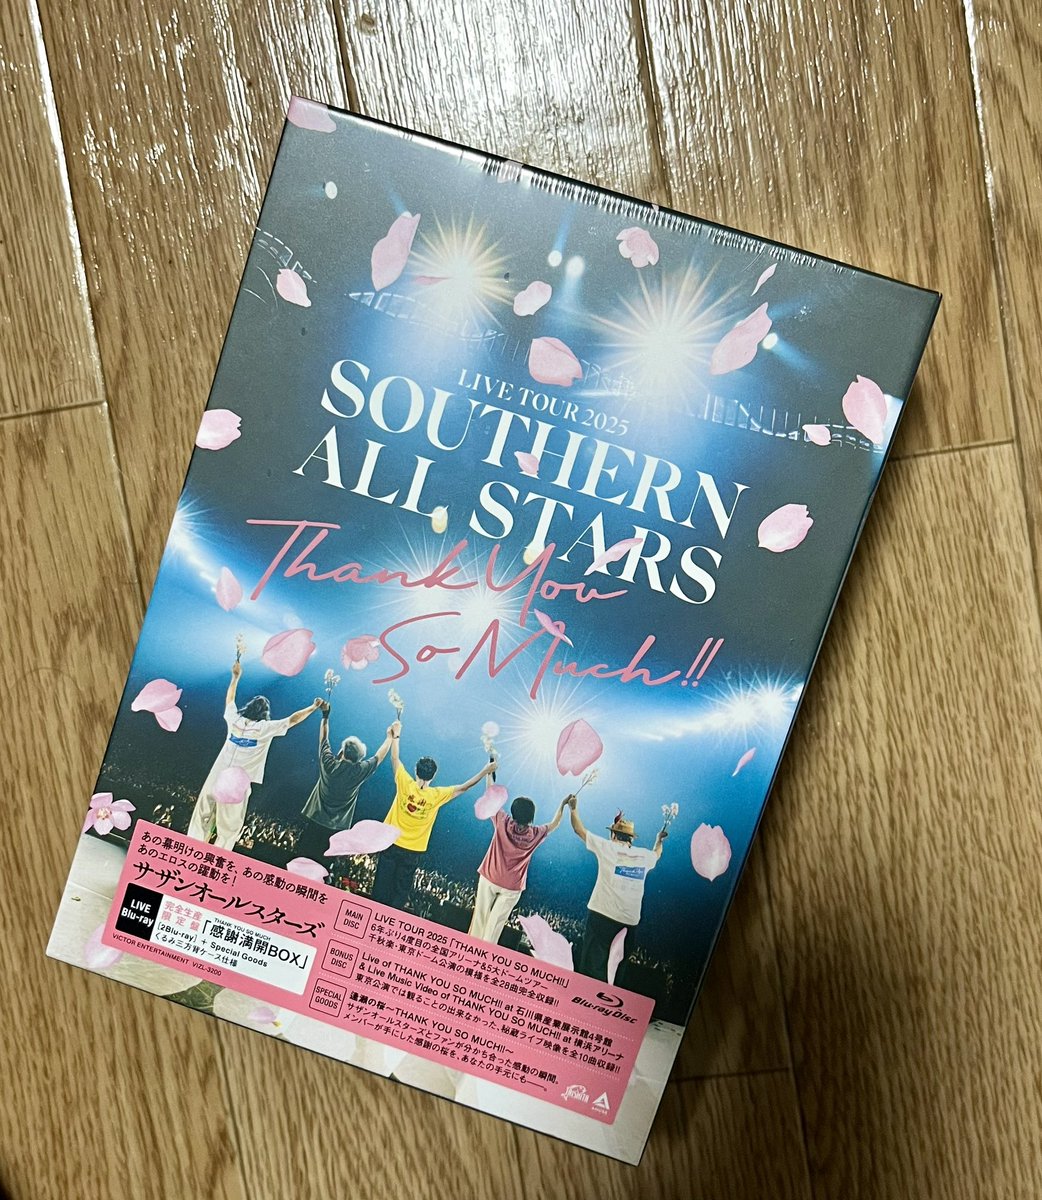 LIVE TOUR 2025
SOUTHERN
ALL STARS
Thank You
So Much!!
あの幕明けの興奮を、あの感動の瞬間を
あのエロスの躍動を!
サザンオールスターズ
LIVE
Blu-ray
完全生産
限定盤
THANK YOU SO MUCH
「感謝満開BOX」
[2Blu-ray] + Special Goods
くるみ三方背ケース仕様
VICTOR ENTERTAINMENT VIZL-3200
MAIN
DISC
LIVE TOUR 2025「THANK YOU SO MUCH!!」
6年ぶり4度目の全国アリーナ&5大ドームツアー
千秋楽・東京ドーム公演の模様を全28曲完全収録!!
BONUS
DISC
Live of THANK YOU SO MUCH!! at 石川県産業展示館4号館
& Live Music Video of THANK YOU SO MUCH!! at 横浜アリーナ
東京公演では観ることの出来なかった、秘蔵ライブ映像を全10曲収録!!
Blu-ray Disc
SPECIAL
GOODS
逢瀬の桜~THANK YOU SO MUCH!!~
サザンオールスターズとファンが分かち合った感動の瞬間。
メンバーが手にした感謝の桜を、あなたの手元にも――。
TAISHITA
AMUSE